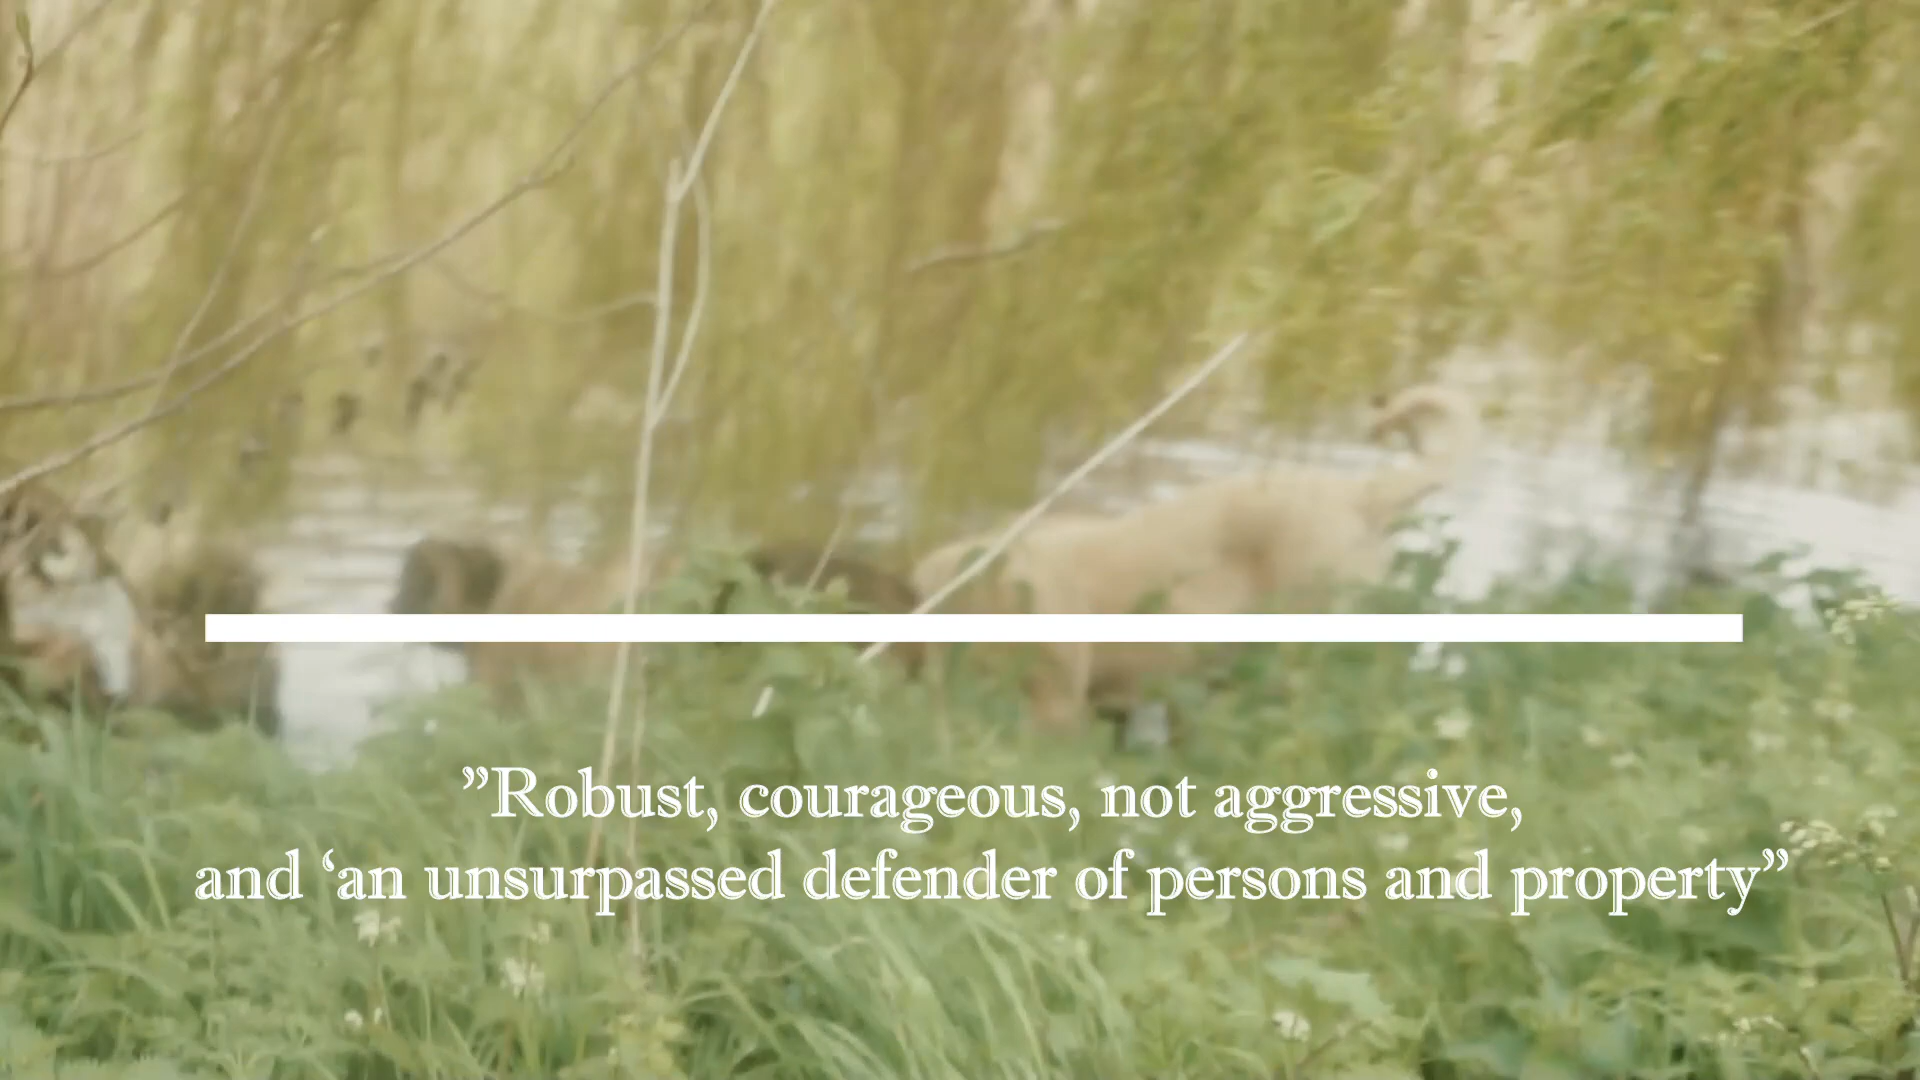 ”Robust, courageous, not aggressive,
and ‘an unsurpassed defender of persons and property”